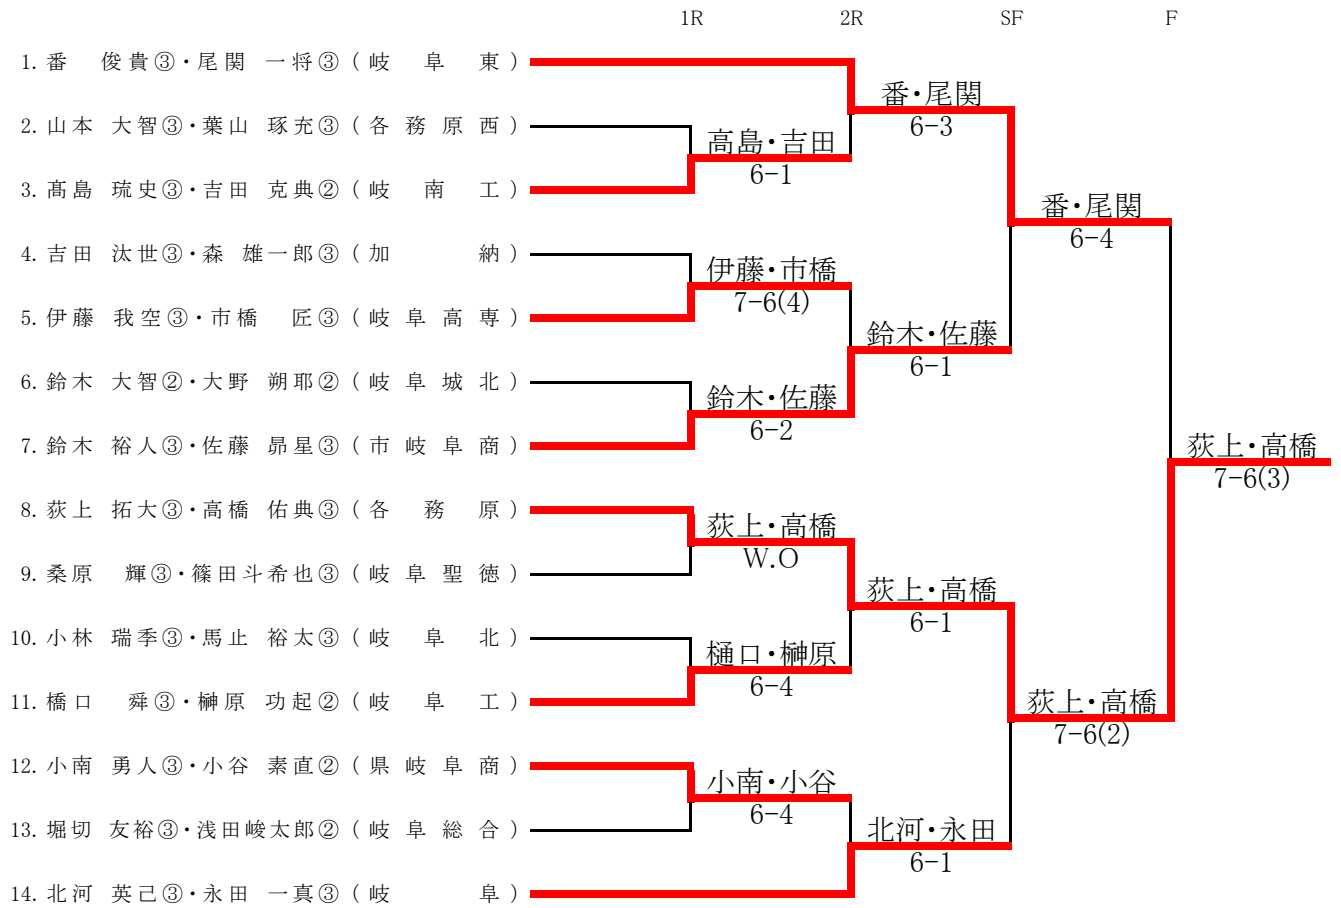 1R 2R SF F
1. 番 俊貴③・尾関 一将③ ( 岐 阜 東 )
番・尾関
6-3
2. 山本 大智③・葉山 琢充③ ( 各 務 原 西 )
高島・吉田
6-1
3. 髙島 琉史③・吉田 克典② ( 岐 南 工 )
番・尾関
6-4
4. 吉田 汰世③・森 雄一郎③ ( 加 納 )
伊藤・市橋
7-6(4)
5. 伊藤 我空③・市橋 匠③ ( 岐 阜 高 専 )
鈴木・佐藤
6-1
6. 鈴木 大智②・大野 朔耶② ( 岐 阜 城 北 )
鈴木・佐藤
6-2
7. 鈴木 裕人③・佐藤 昴星③ ( 市 岐 阜 商 )
荻上・高橋
7-6(3)
8. 荻上 拓大③・高橋 佑典③ ( 各 務 原 )
荻上・高橋
W.O
9. 桑原 輝③・篠田斗希也③ ( 岐 阜 聖 徳 )
荻上・高橋
6-1
10. 小林 瑞季③・馬止 裕太③ ( 岐 阜 北 )
樋口・榊原
6-4
11. 橋口 舜③・榊原 功起② ( 岐 阜 工 )
荻上・高橋
7-6(2)
12. 小南 勇人③・小谷 素直② ( 県 岐 阜 商 )
小南・小谷
6-4
13. 堀切 友裕③・浅田峻太郎② ( 岐 阜 総 合 )
北河・永田
6-1
14. 北河 英己③・永田 一真③ ( 岐 阜 )